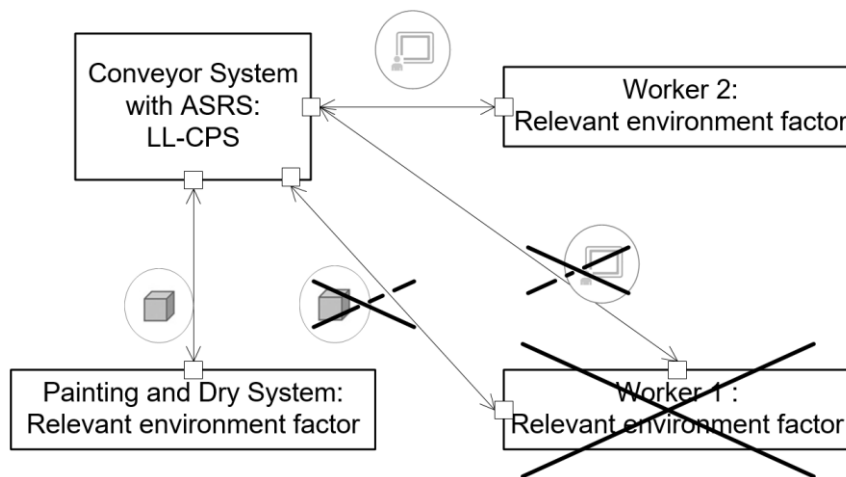 Conveyor System
with ASRS:
LL-CPS
Worker 2:
Relevant environment factor
Painting and Dry System:
Relevant environment factor
Worker 1 :
Relevant environment factor